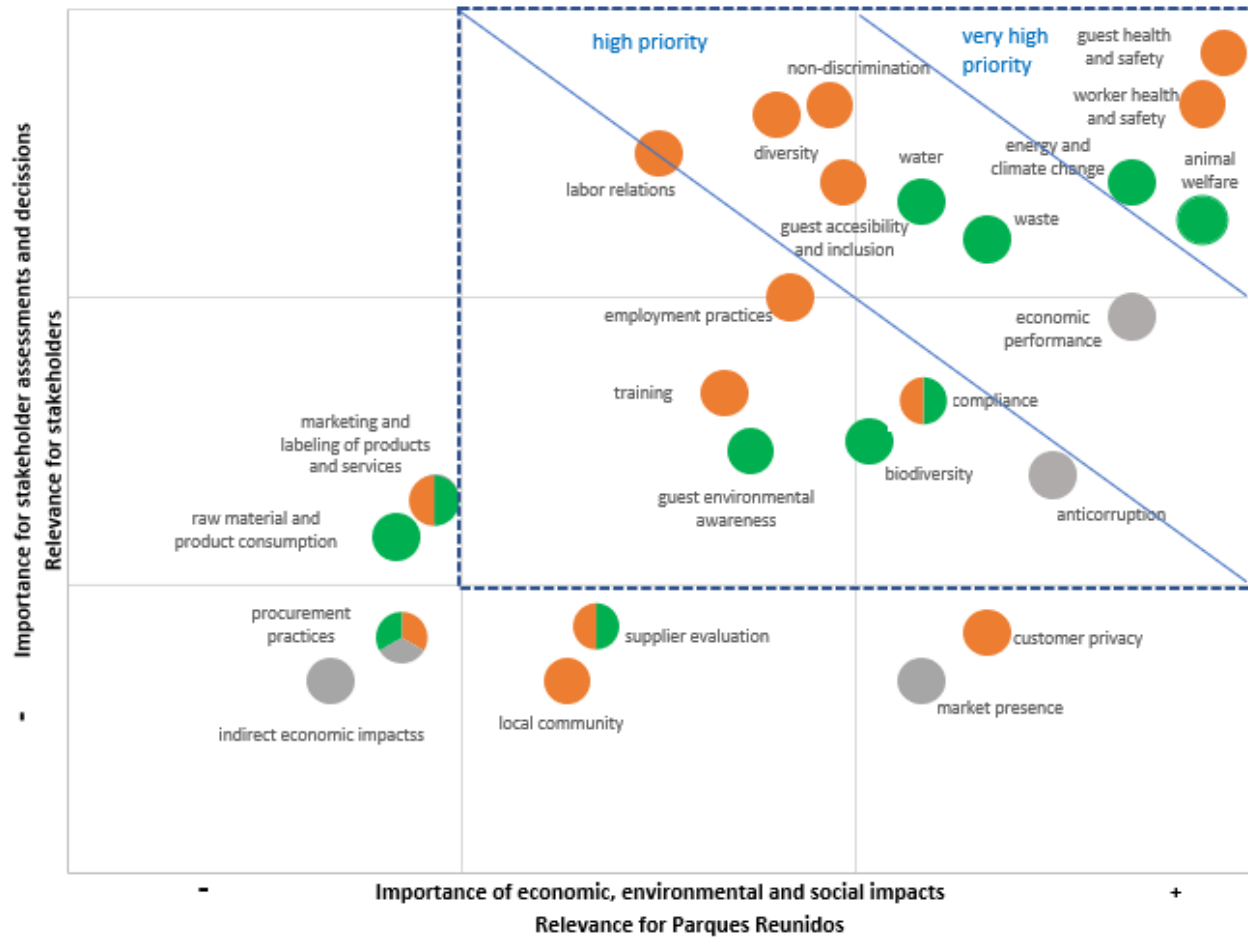 high priority
very high
priority
guest health
and safety
non-discrimination
worker health
and safety
diversity
water
energy and
climate change
animal
welfare
labor relations
guest accesibility
and inclusion
waste
employment practices
economic
performance
training
compliance
marketing and
labeling of products
and services
biodiversity
guest environmental
awareness
raw material and
product consumption
anticorruption
procurement
practices
supplier evaluation
customer privacy
local community
market presence
indirect economic impactss
- Importance for stakeholder assessments and decissions
Relevance for stakeholders
- Importance of economic, environmental and social impacts +
Relevance for Parques Reunidos